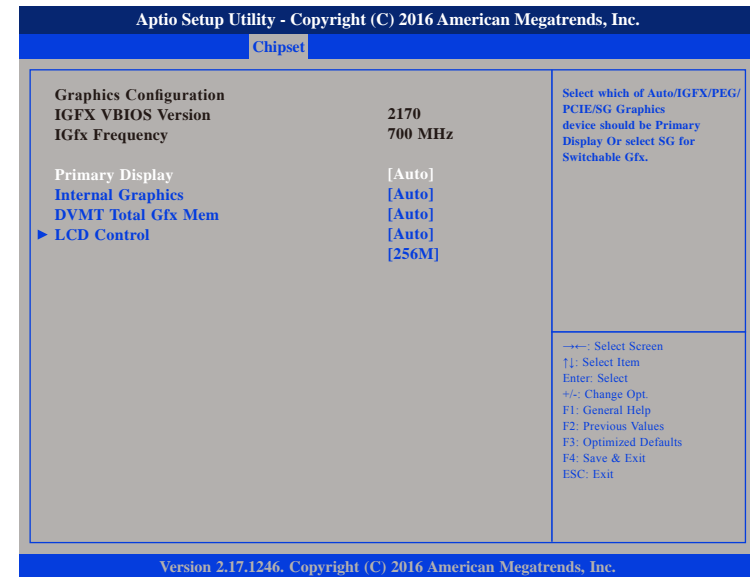 Aptio Setup Utility - Copyright (C) 2016 American Megatrends, Inc.
Chipset
Graphics Configuration
IGFX VBIOS Version 2170
IGfx Frequency 700 MHz
Primary Display [Auto]
Internal Graphics [Auto]
DVMT Total Gfx Mem [Auto]
► LCD Control [Auto]
[256M]
Select which of Auto/IGFX/PEG/
PCIE/SG Graphics
device should be Primary
Display Or select SG for
Switchable Gfx.
→←: Select Screen
↑↓: Select Item
Enter: Select
+/-: Change Opt.
F1: General Help
F2: Previous Values
F3: Optimized Defaults
F4: Save & Exit
ESC: Exit
Version 2.17.1246. Copyright (C) 2016 American Megatrends, Inc.